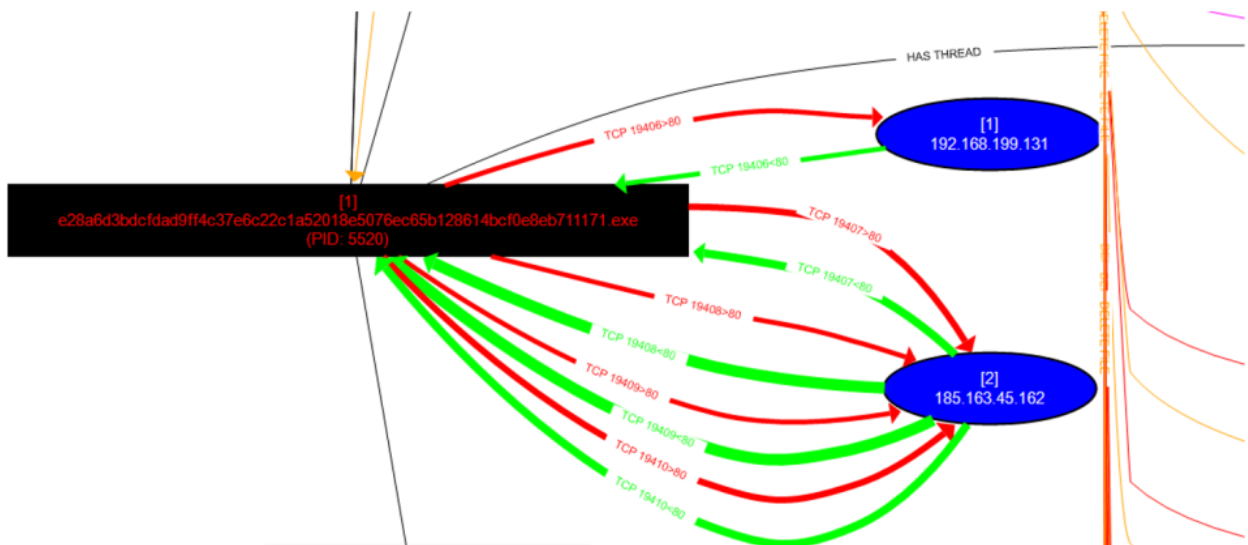 HAS THREAD
TCP 19406>80
[1]
192.168.199.131
TCP 19406<80
[1]
e28a6d3bdcfdad9ff4c37e6c22c1a52018e5076ec65b128614bcf0e8eb711171.exe
(PID: 5520)
TCP 19407>80
TCP 19407<80
TCP 19408>80
TCP 19408<80
[2]
185.163.45.162
TCP 19409>80
TCP 19409<80
TCP 19410>80
TCP 19410<80